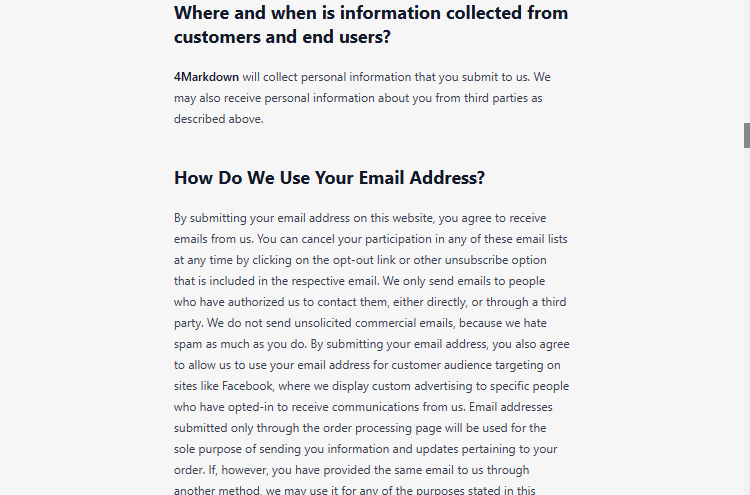 Where and when is information collected from
customers and end users?
4Markdown will collect personal information that you submit to us. We
may also receive personal information about you from third parties as
described above.
How Do We Use Your Email Address?
By submitting your email address on this website, you agree to receive
emails from us. You can cancel your participation in any of these email lists
at any time by clicking on the opt-out link or other unsubscribe option
that is included in the respective email. We only send emails to people
who have authorized us to contact them, either directly, or through a third
party. We do not send unsolicited commercial emails, because we hate
spam as much as you do. By submitting your email address, you also agree
to allow us to use your email address for customer audience targeting on
sites like Facebook, where we display custom advertising to specific people
who have opted-in to receive communications from us. Email addresses
submitted only through the order processing page will be used for the
sole purpose of sending you information and updates pertaining to your
order. If, however, you have provided the same email to us through
another method, we may use it for any of the purposes stated in this